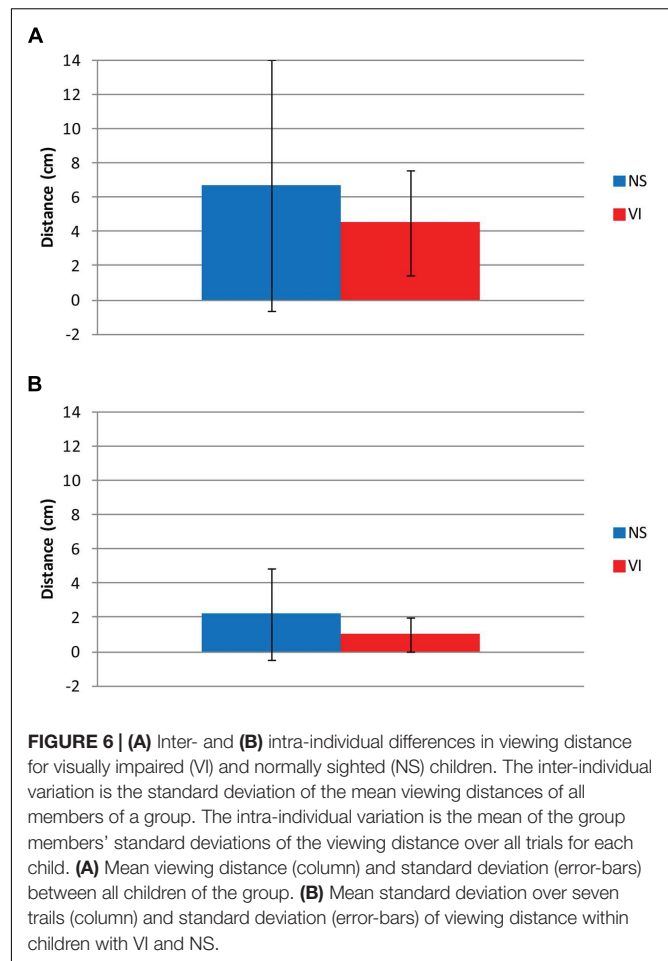 A
14
12
10
8
6
4
2
0
-2
Distance (cm)
NS
VI
B
14
12
10
8
6
4
2
0
-2
Distance (cm)
NS
VI
FIGURE 6 | (A) Inter- and (B) intra-individual differences in viewing distance
for visually impaired (VI) and normally sighted (NS) children. The inter-individual
variation is the standard deviation of the mean viewing distances of all
members of a group. The intra-individual variation is the mean of the group
members’ standard deviations of the viewing distance over all trials for each
child. (A) Mean viewing distance (column) and standard deviation (error-bars)
between all children of the group. (B) Mean standard deviation over seven
trails (column) and standard deviation (error-bars) of viewing distance within
children with VI and NS.